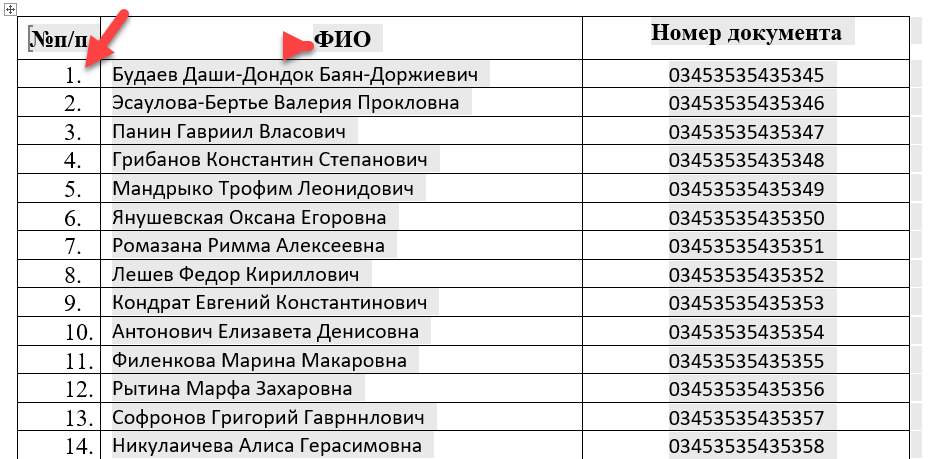 №п/п ФИО Номер документа
1. Будаев Даши-Дондок Баян-Доржиевич 03453535435345
2. Эсаулова-Бертье Валерия Прокловна 03453535435346
3. Панин Гавриил Власович 03453535435347
4. Грибанов Константин Степанович 03453535435348
5. Мандрыко Трофим Леонидович 03453535435349
6. Янушевская Оксана Егоровна 03453535435350
7. Ромазана Римма Алексеевна 03453535435351
8. Лешев Федор Кириллович 03453535435352
9. Кондрат Евгений Константинович 03453535435353
10. Антонович Елизавета Денисовна 03453535435354
11. Филенкова Марина Макаровна 03453535435355
12. Рытина Марфа Захаровна 03453535435356
13. Софронов Григорий Гаврннлович 03453535435357
14. Никулаичева Алиса Герасимовна 03453535435358